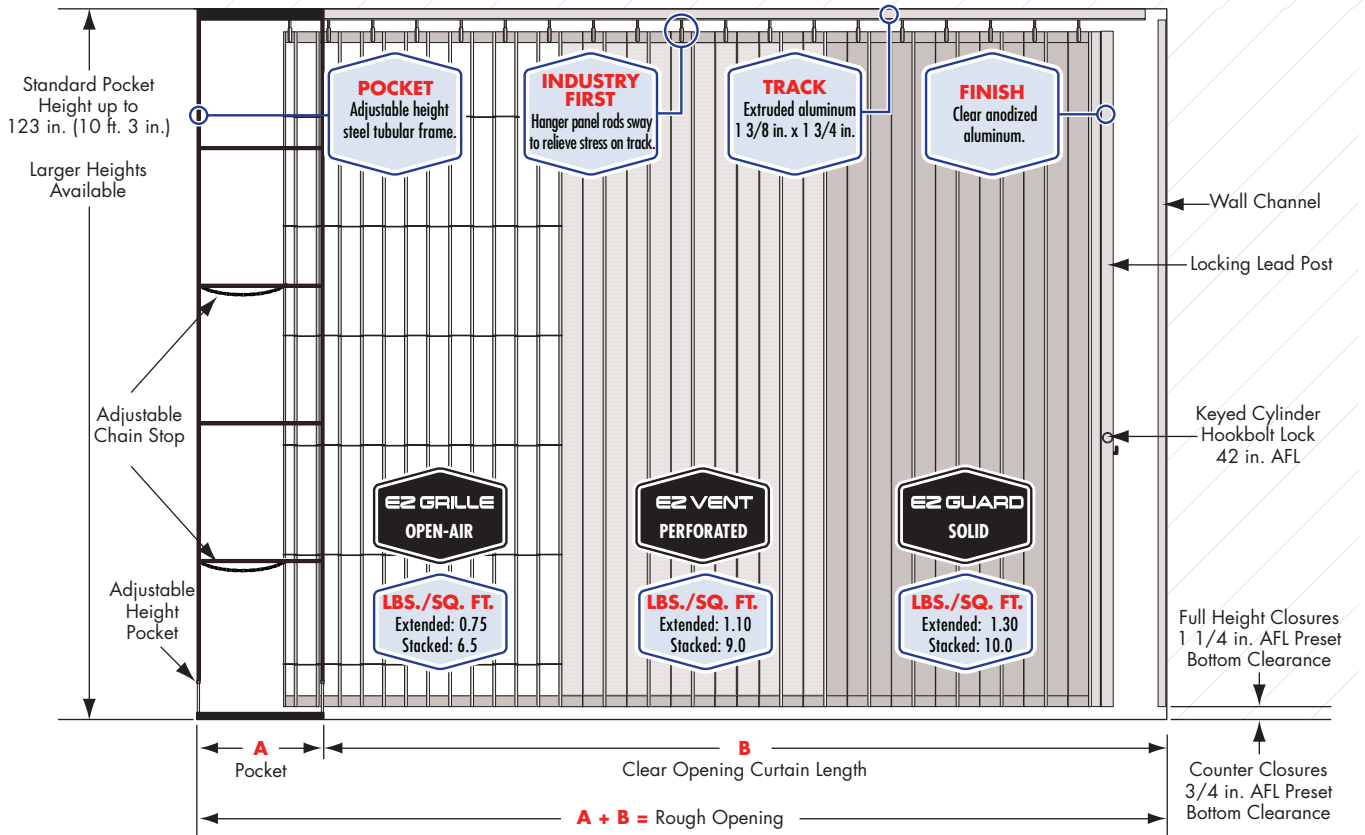 Standard Pocket
Height up to
123 in. (10 ft. 3 in.)
Larger Heights
Available
POCKET
Adjustable height
steel tubular frame.
INDUSTRY
FIRST
Hanger panel rods sway
to relieve stress on track.
TRACK
Extruded aluminum
1 3/8 in. x 1 3/4 in.
FINISH
Clear anodized
aluminum.
Wall Channel
Locking Lead Post
Adjustable
Chain Stop
Keyed Cylinder
Hookbolt Lock
42 in. AFL
EZ GRILLE
OPEN-AIR
EZ VENT
PERFORATED
EZ GUARD
SOLID
Adjustable
Height
Pocket
LBS./SQ. FT.
Extended: 0.75
Stacked: 6.5
LBS./SQ. FT.
Extended: 1.10
Stacked: 9.0
LBS./SQ. FT.
Extended: 1.30
Stacked: 10.0
Full Height Closures
1 1/4 in. AFL Preset
Bottom Clearance
A
Pocket
B
Clear Opening Curtain Length
Counter Closures
3/4 in. AFL Preset
Bottom Clearance
A + B = Rough Opening